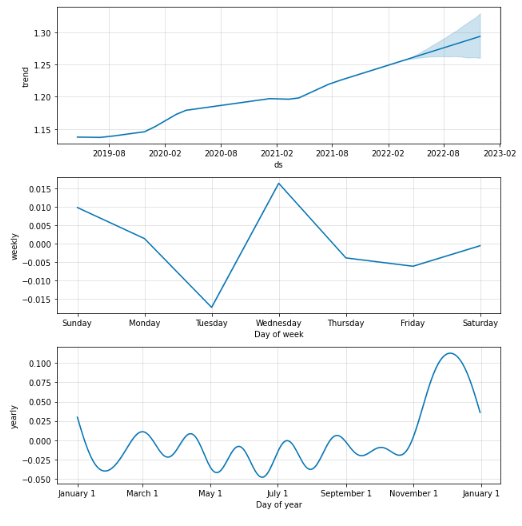 trend
1.30
1.25
1.20
1.15
2019-08 2020-02 2020-08 2021-02 2021-08 2022-02 2022-08 2023-02
ds
weekly
0.015
0.010
0.005
0.000
−0.005
−0.010
−0.015
Sunday Monday Tuesday Wednesday Thursday Friday Saturday
Day of week
yearly
0.100
0.075
0.050
0.025
0.000
−0.025
−0.050
January 1 March 1 May 1 July 1 September 1 November 1 January 1
Day of year